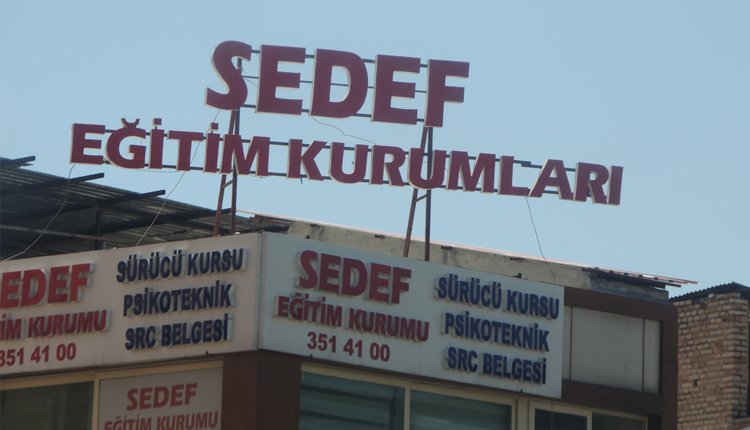 SEDEF
EĞİTİM KURUMLARI
SEDEF
EĞİTİM KURUMU
351 41 00
SÜRÜCÜ KURSU
PSİKOTEKNİK
SRC BELGESİ
SEDEF
EĞİTİM KURUMU
351 41 00
SÜRÜCÜ KURSU
PSİKOTEKNİK
SRC BELGESİ
SEDEF
EĞİTİM KURUMU